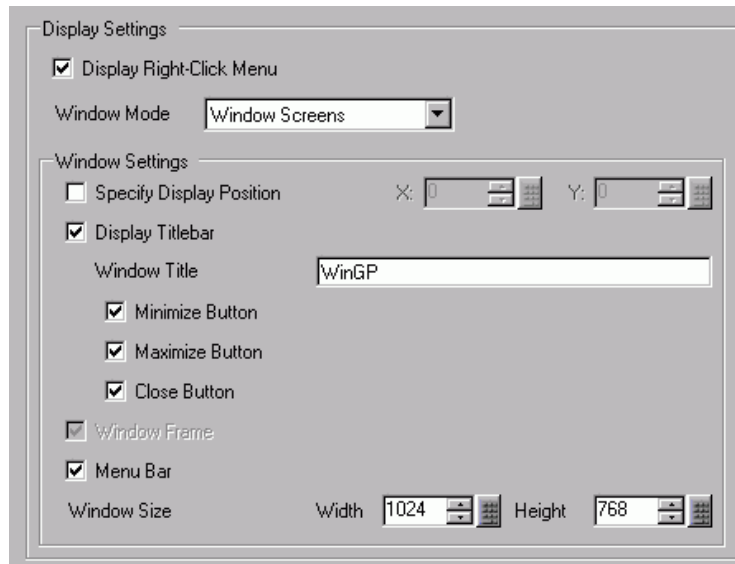 Display Settings
Display Right-Click Menu
Window Mode Window Screens
Window Settings
Specify Display Position X: 0 Y: 0
Display Titlebar
Window Title WinGP
Minimize Button
Maximize Button
Close Button
Window Frame
Menu Bar
Window Size Width 1024 Height 768